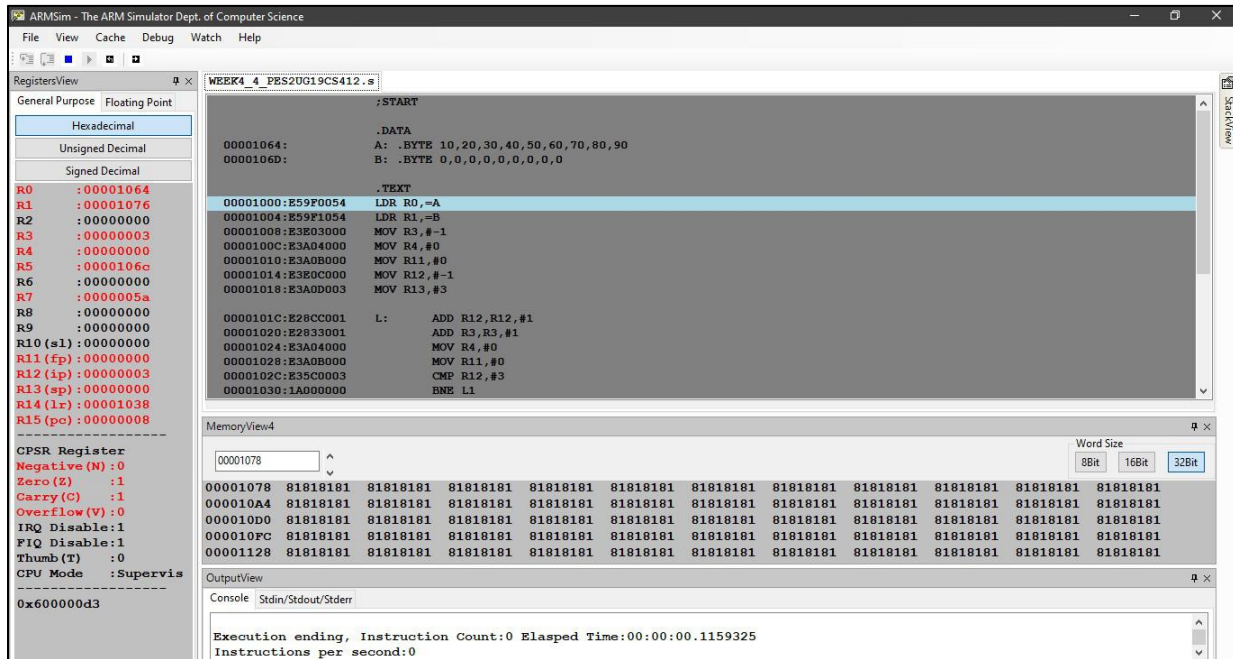 ARMSim - The ARM Simulator Dept. of Computer Science
File View Cache Debug Watch Help
RegistersView
General Purpose Floating Point
Hexadecimal
Unsigned Decimal
Signed Decimal
R0 :00001064
R1 :00001076
R2 :00000000
R3 :00000003
R4 :00000000
R5 :0000106c
R6 :00000000
R7 :0000005a
R8 :00000000
R9 :00000000
R10(sl):00000000
R11(fp):00000000
R12(ip):00000003
R13(sp):00000000
R14(lr):00001038
R15(pc):00000008
------------------
CPSR Register
Negative(N):0
Zero(Z) :1
Carry(C) :1
Overflow(V):0
IRQ Disable:1
FIQ Disable:1
Thumb(T) :0
CPU Mode :Supervis
------------------
0x600000d3
WEEK4_4_PES2UG19CS412.s
;START
.DATA
00001064: A: .BYTE 10,20,30,40,50,60,70,80,90
0000106D: B: .BYTE 0,0,0,0,0,0,0,0,0
.TEXT
00001000:E59F0054 LDR R0,=A
00001004:E59F1054 LDR R1,=B
00001008:E3E03000 MOV R3,#-1
0000100C:E3A04000 MOV R4,#0
00001010:E3A0B000 MOV R11,#0
00001014:E3E0C000 MOV R12,#-1
00001018:E3A0D003 MOV R13,#3
0000101C:E28CC001 L: ADD R12,R12,#1
00001020:E2833001 ADD R3,R3,#1
00001024:E3A04000 MOV R4,#0
00001028:E3A0B000 MOV R11,#0
0000102C:E35C0003 CMP R12,#3
00001030:1A000000 BNE L1
StackView
MemoryView4
00001078
Word Size
8Bit 16Bit 32Bit
00001078 81818181 81818181 81818181 81818181 81818181 81818181 81818181 81818181 81818181 81818181 81818181
000010A4 81818181 81818181 81818181 81818181 81818181 81818181 81818181 81818181 81818181 81818181 81818181
000010D0 81818181 81818181 81818181 81818181 81818181 81818181 81818181 81818181 81818181 81818181 81818181
000010FC 81818181 81818181 81818181 81818181 81818181 81818181 81818181 81818181 81818181 81818181 81818181
00001128 81818181 81818181 81818181 81818181 81818181 81818181 81818181 81818181 81818181 81818181 81818181
OutputView
Console Stdin/Stdout/Stderr
Execution ending, Instruction Count:0 Elasped Time:00:00:00.1159325
Instructions per second:0